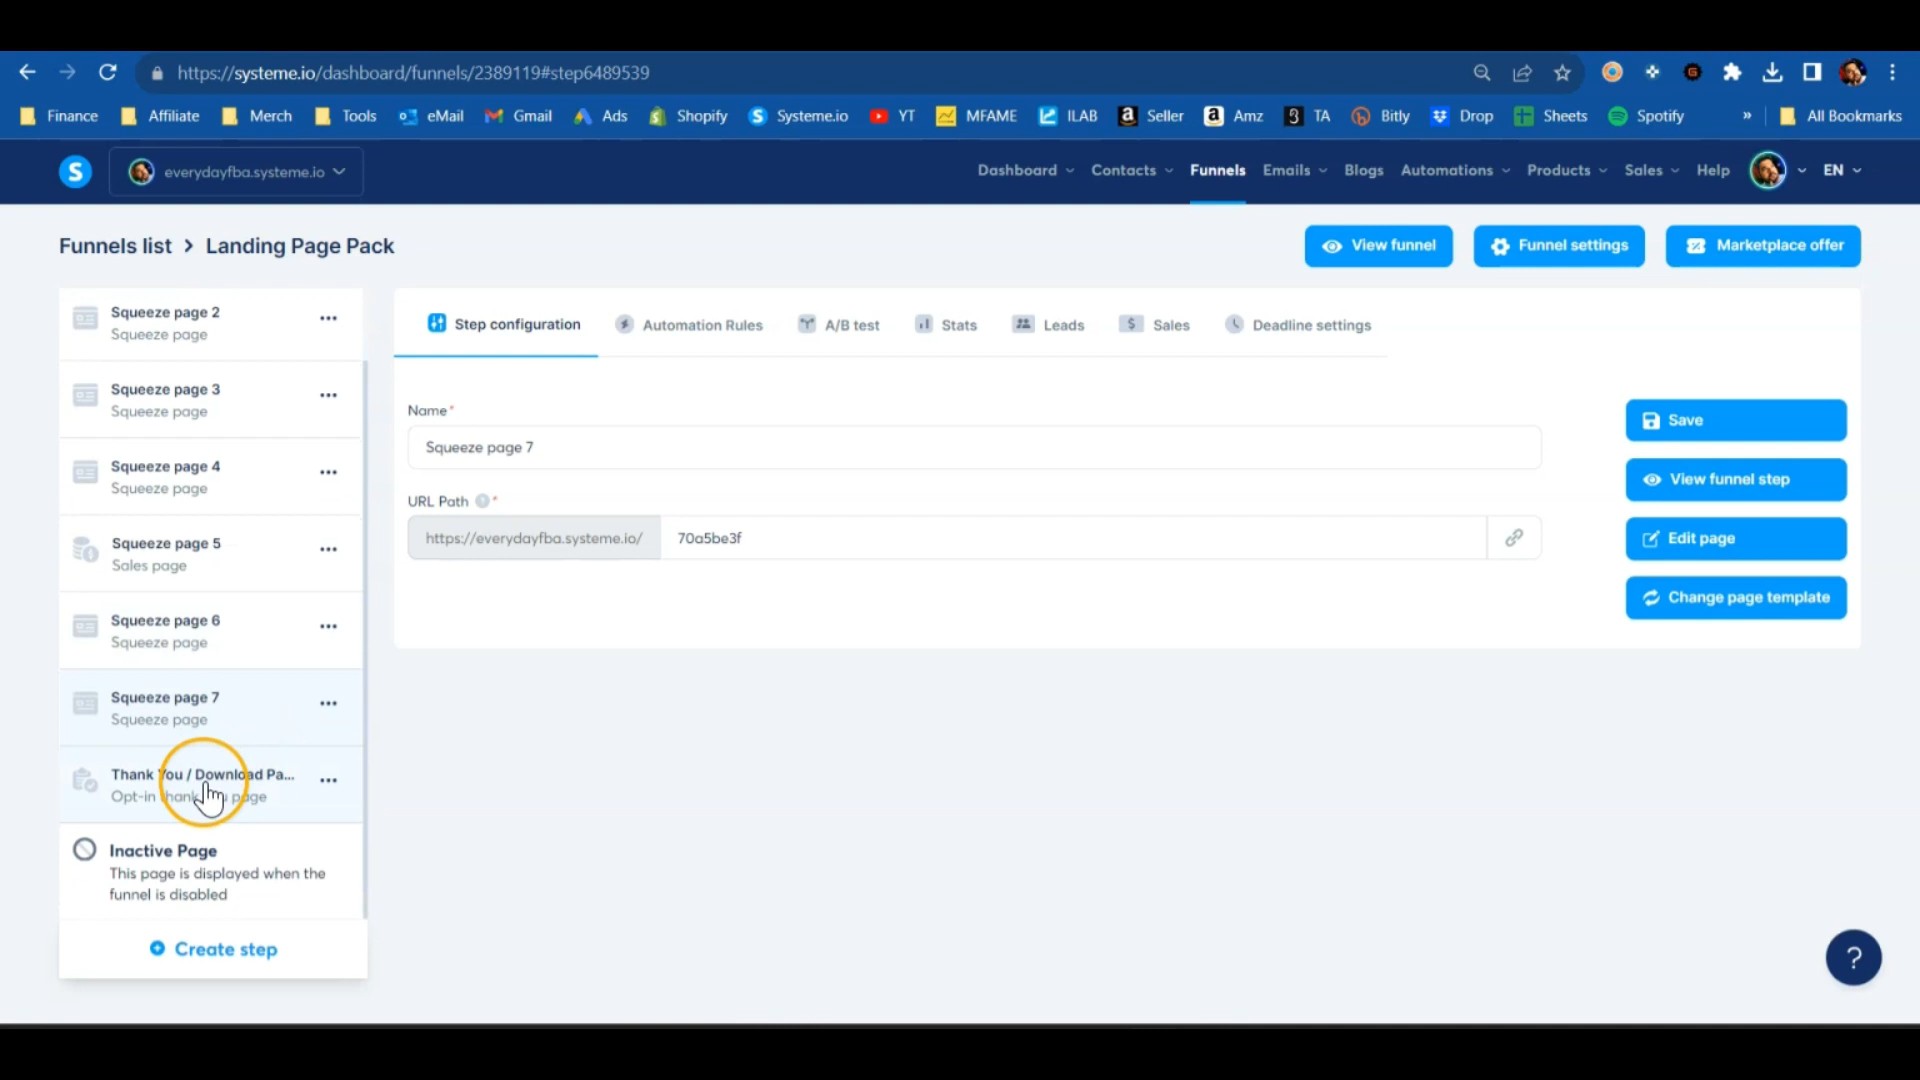 https://systeme.io/dashboard/funnels/2389119#step6489539
Finance Affiliate Merch Tools eMail Gmail Ads Shopify Systeme.io YT MFAME ILAB Seller Amz TA Bitly Drop Sheets Spotify » All Bookmarks
S everydayfba.systeme.io Dashboard Contacts Funnels Emails Blogs Automations Products Sales Help EN
Funnels list > Landing Page Pack View funnel Funnel settings Marketplace offer
Squeeze page 2
Squeeze page
Squeeze page 3
Squeeze page
Squeeze page 4
Squeeze page
Squeeze page 5
Sales page
Squeeze page 6
Squeeze page
Squeeze page 7
Squeeze page
Thank You / Download Pa...
Opt-in thank you page
Inactive Page
This page is displayed when the
funnel is disabled
Create step
Step configuration Automation Rules A/B test Stats Leads Sales Deadline settings
Name*
Squeeze page 7
URL Path *
https://everydayfba.systeme.io/ 70a5be3f
Save
View funnel step
Edit page
Change page template
?